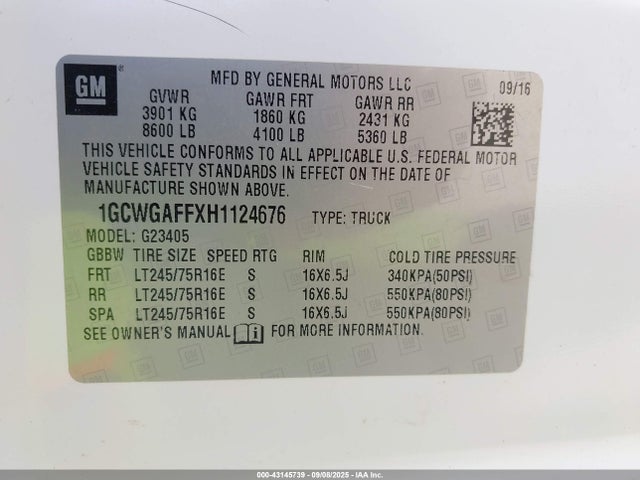 GM
MFD BY GENERAL MOTORS LLC 09/16
GVWR GAWR FRT GAWR RR
3901 KG 1860 KG 2431 KG
8600 LB 4100 LB 5360 LB
THIS VEHICLE CONFORMS TO ALL APPLICABLE U.S. FEDERAL MOTOR
VEHICLE SAFETY STANDARDS IN EFFECT ON THE DATE OF
MANUFACTURE SHOWN ABOVE.
1GCWGAFFXH1124676 TYPE: TRUCK
MODEL: G23405
GBBW TIRE SIZE SPEED RTG RIM COLD TIRE PRESSURE
FRT LT245/75R16E S 16X6.5J 340KPA(50PSI)
RR LT245/75R16E S 16X6.5J 550KPA(80PSI)
SPA LT245/75R16E S 16X6.5J 550KPA(80PSI)
SEE OWNER'S MANUAL FOR MORE INFORMATION.
000-43145739 - 09/08/2025 - IAA, Inc.